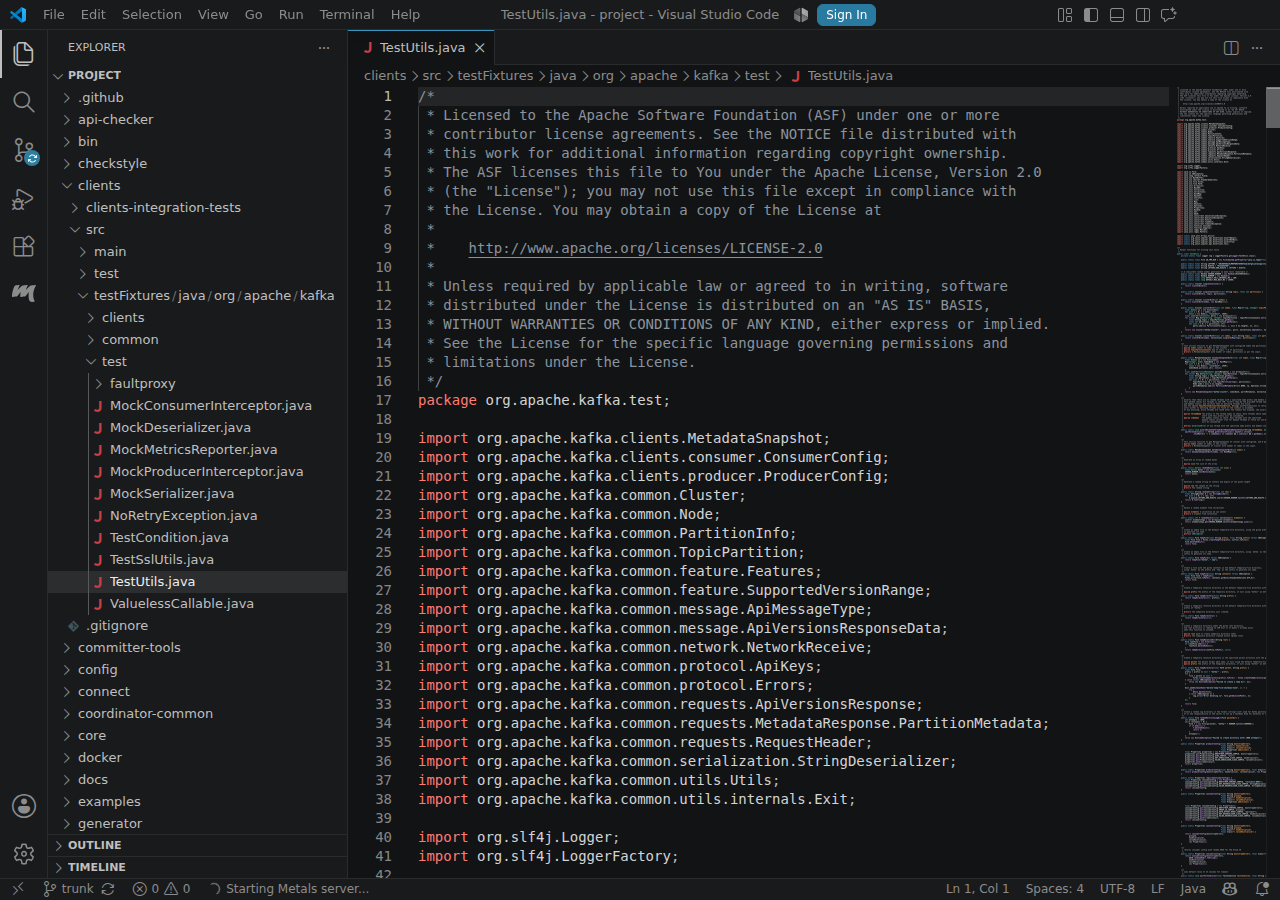 File Edit Selection View Go Run Terminal Help
TestUtils.java - project - Visual Studio Code
Sign In
EXPLORER
PROJECT
.github
api-checker
bin
checkstyle
clients
clients-integration-tests
src
main
test
testFixtures/java/org/apache/kafka
clients
common
test
faultproxy
MockConsumerInterceptor.java
MockDeserializer.java
MockMetricsReporter.java
MockProducerInterceptor.java
MockSerializer.java
NoRetryException.java
TestCondition.java
TestSslUtils.java
TestUtils.java
ValuelessCallable.java
.gitignore
committer-tools
config
connect
coordinator-common
core
docker
docs
examples
generator
OUTLINE
TIMELINE
TestUtils.java
clients > src > testFixtures > java > org > apache > kafka > test > TestUtils.java
1 /*
2  * Licensed to the Apache Software Foundation (ASF) under one or more
3  * contributor license agreements. See the NOTICE file distributed with
4  * this work for additional information regarding copyright ownership.
5  * The ASF licenses this file to You under the Apache License, Version 2.0
6  * (the "License"); you may not use this file except in compliance with
7  * the License. You may obtain a copy of the License at
8  *
9  *    http://www.apache.org/licenses/LICENSE-2.0
10  *
11  * Unless required by applicable law or agreed to in writing, software
12  * distributed under the License is distributed on an "AS IS" BASIS,
13  * WITHOUT WARRANTIES OR CONDITIONS OF ANY KIND, either express or implied.
14  * See the License for the specific language governing permissions and
15  * limitations under the License.
16  */
17 package org.apache.kafka.test;
18
19 import org.apache.kafka.clients.MetadataSnapshot;
20 import org.apache.kafka.clients.consumer.ConsumerConfig;
21 import org.apache.kafka.clients.producer.ProducerConfig;
22 import org.apache.kafka.common.Cluster;
23 import org.apache.kafka.common.Node;
24 import org.apache.kafka.common.PartitionInfo;
25 import org.apache.kafka.common.TopicPartition;
26 import org.apache.kafka.common.feature.Features;
27 import org.apache.kafka.common.feature.SupportedVersionRange;
28 import org.apache.kafka.common.message.ApiMessageType;
29 import org.apache.kafka.common.message.ApiVersionsResponseData;
30 import org.apache.kafka.common.network.NetworkReceive;
31 import org.apache.kafka.common.protocol.ApiKeys;
32 import org.apache.kafka.common.protocol.Errors;
33 import org.apache.kafka.common.requests.ApiVersionsResponse;
34 import org.apache.kafka.common.requests.MetadataResponse.PartitionMetadata;
35 import org.apache.kafka.common.requests.RequestHeader;
36 import org.apache.kafka.common.serialization.StringDeserializer;
37 import org.apache.kafka.common.utils.Utils;
38 import org.apache.kafka.common.utils.internals.Exit;
39
40 import org.slf4j.Logger;
41 import org.slf4j.LoggerFactory;
42
trunk 0 0 Starting Metals server...
Ln 1, Col 1 Spaces: 4 UTF-8 LF Java